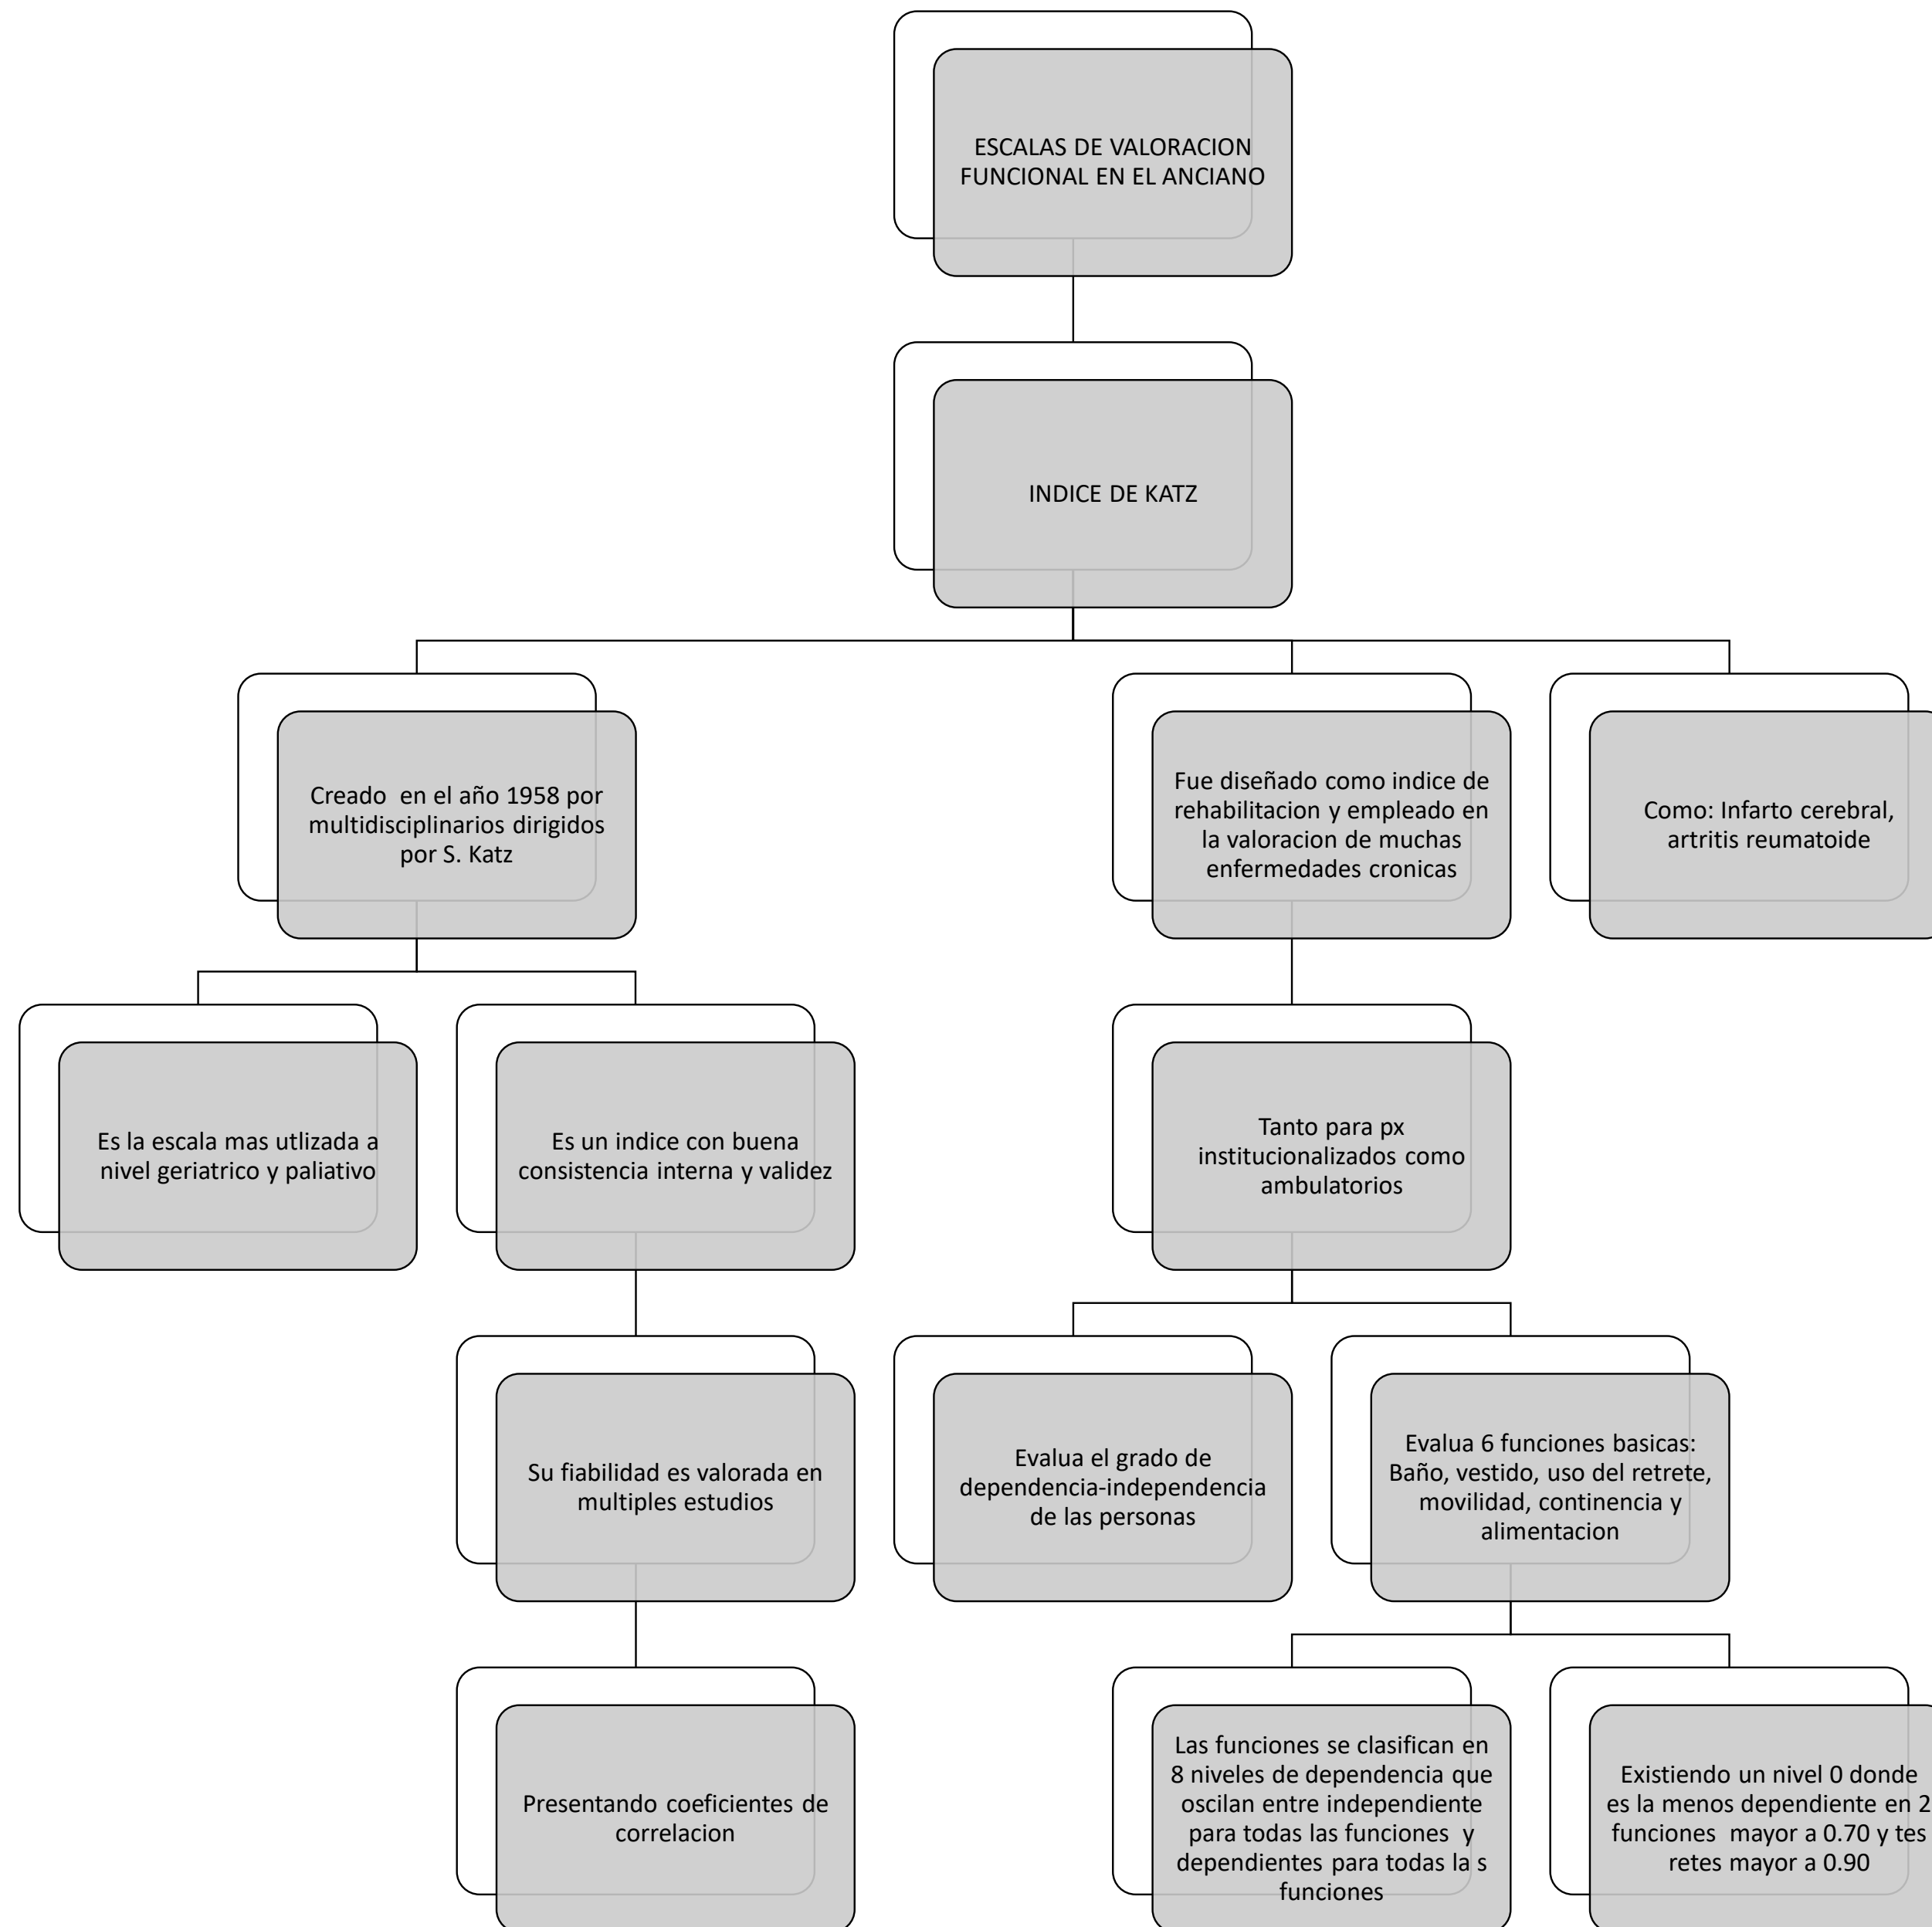 ESCALAS DE VALORACION
FUNCIONAL EN EL ANCIANO
INDICE DE KATZ
Creado en el año 1958 por
multidisciplinarios dirigidos
por S. Katz
Fue diseñado como indice de
rehabilitacion y empleado en
la valoracion de muchas
enfermedades cronicas
Como: Infarto cerebral,
artritis reumatoide
Es la escala mas utlizada a
nivel geriatrico y paliativo
Es un indice con buena
consistencia interna y validez
Tanto para px
institucionalizados como
ambulatorios
Su fiabilidad es valorada en
multiples estudios
Evalua el grado de
dependencia-independencia
de las personas
Evalua 6 funciones basicas:
Baño, vestido, uso del retrete,
movilidad, continencia y
alimentacion
Presentando coeficientes de
correlacion
Las funciones se clasifican en
8 niveles de dependencia que
oscilan entre independiente
para todas las funciones y
dependientes para todas la s
funciones
Existiendo un nivel 0 donde
es la menos dependiente en 2
funciones mayor a 0.70 y tes
retes mayor a 0.90